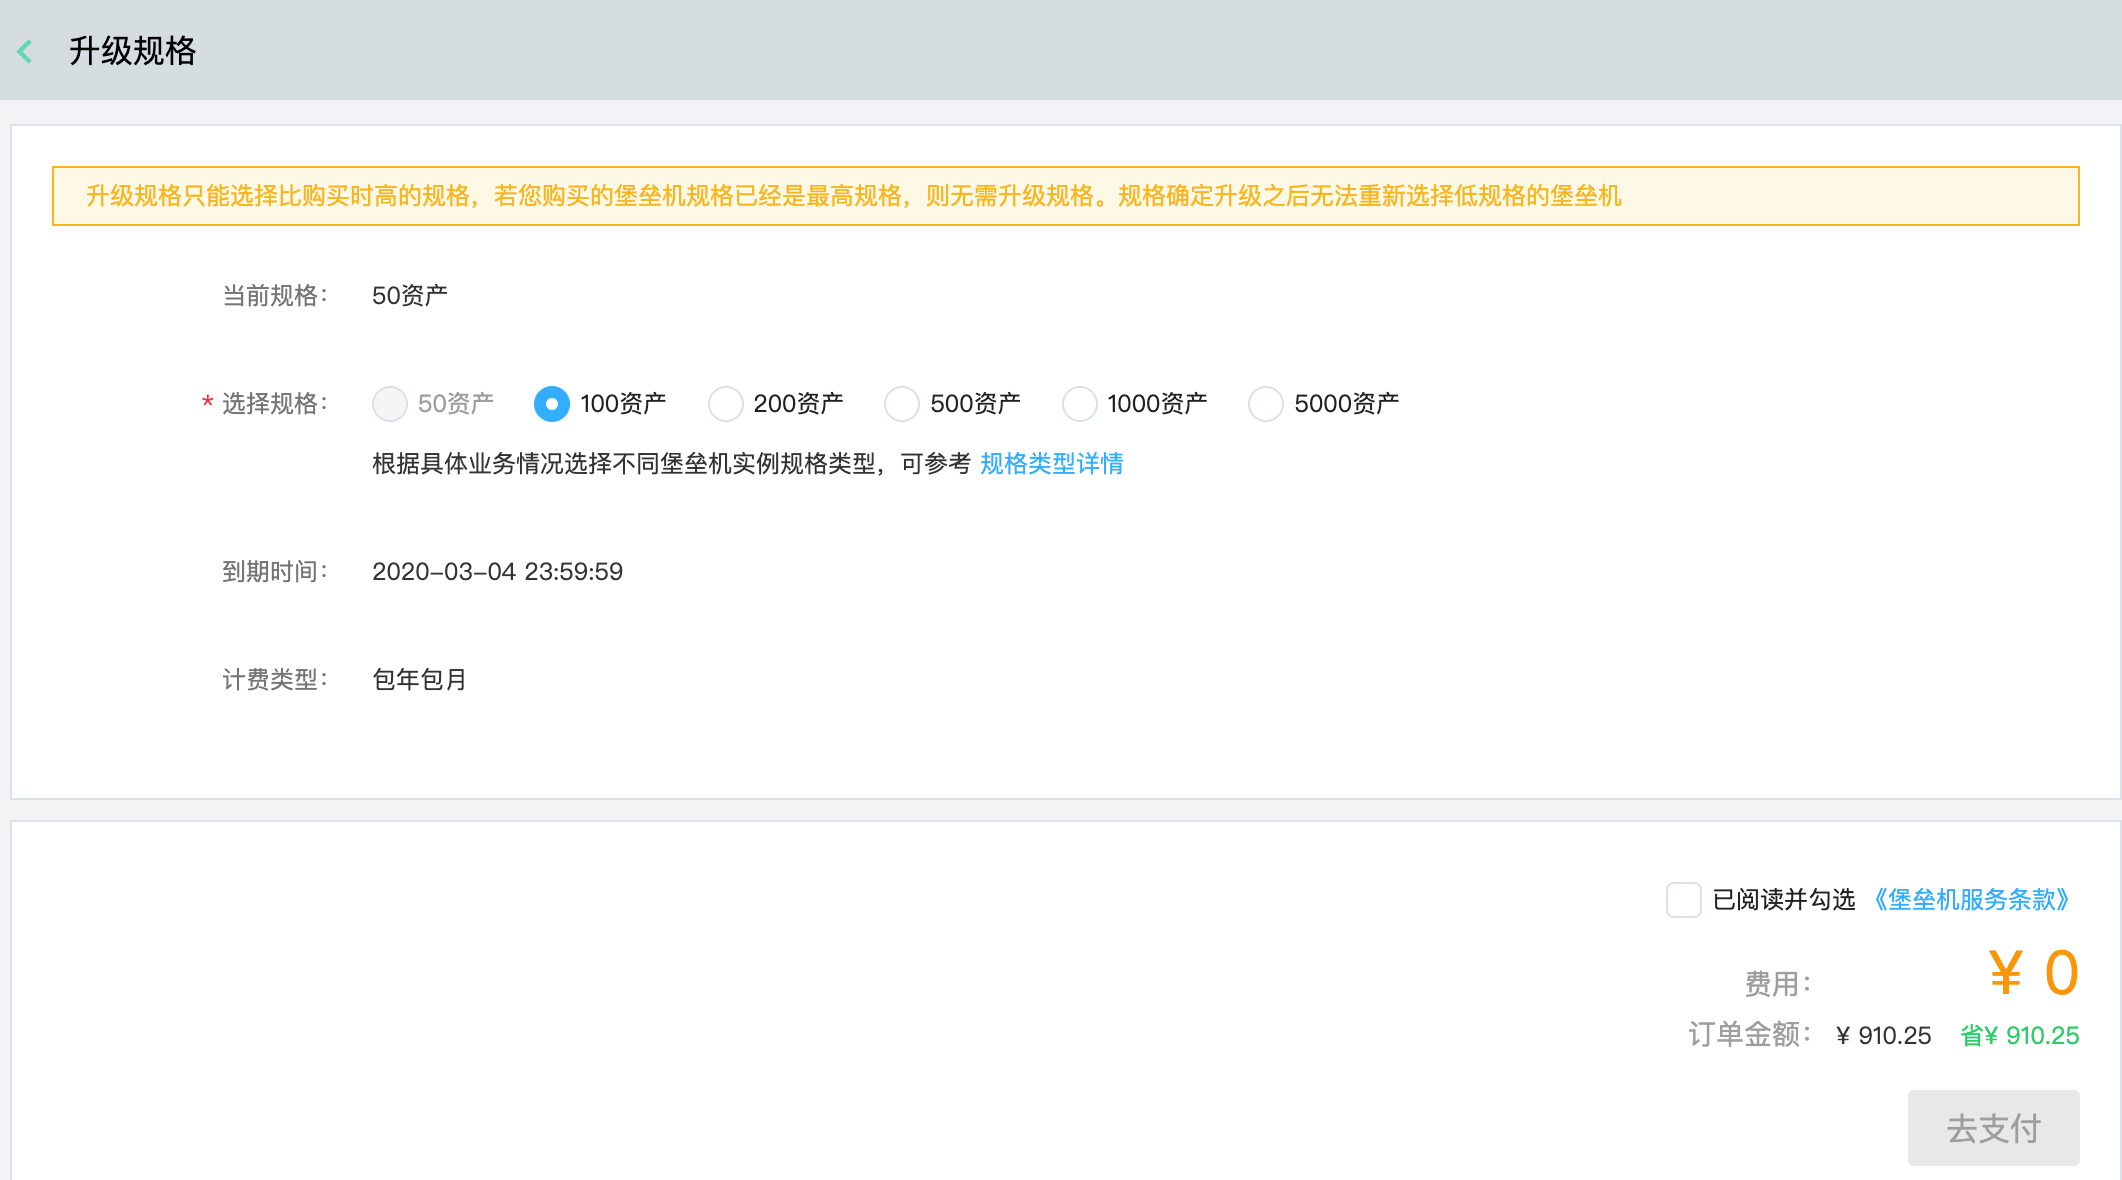 升级规格
升级规格只能选择比购买时高的规格，若您购买的堡垒机规格已经是最高规格，则无需升级规格。规格确定升级之后无法重新选择低规格的堡垒机
当前规格： 50资产
* 选择规格： 50资产 100资产 200资产 500资产 1000资产 5000资产
根据具体业务情况选择不同堡垒机实例规格类型，可参考 规格类型详情
到期时间： 2020-03-04 23:59:59
计费类型： 包年包月
已阅读并勾选 《堡垒机服务条款》
费用： ¥ 0
订单金额： ¥ 910.25 省¥ 910.25
去支付